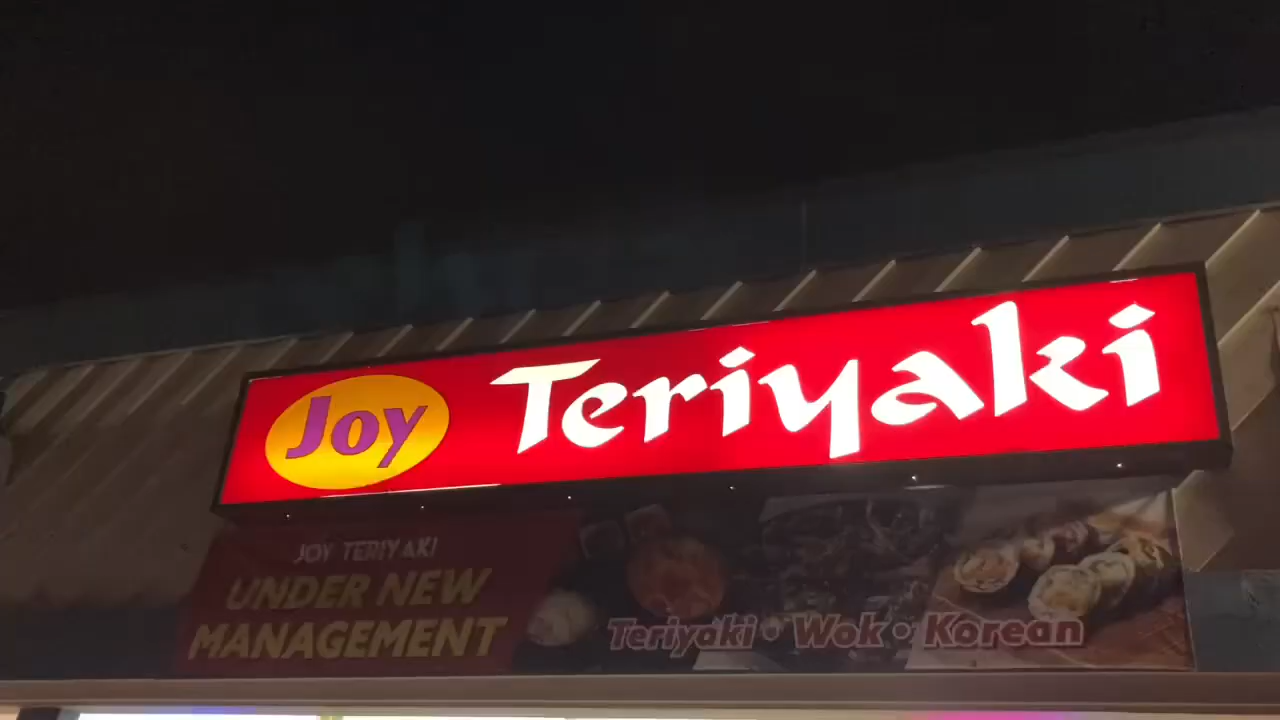 Joy Teriyaki
JOY TERIYAKI
UNDER NEW
MANAGEMENT
Teriyaki • Wok • Korean